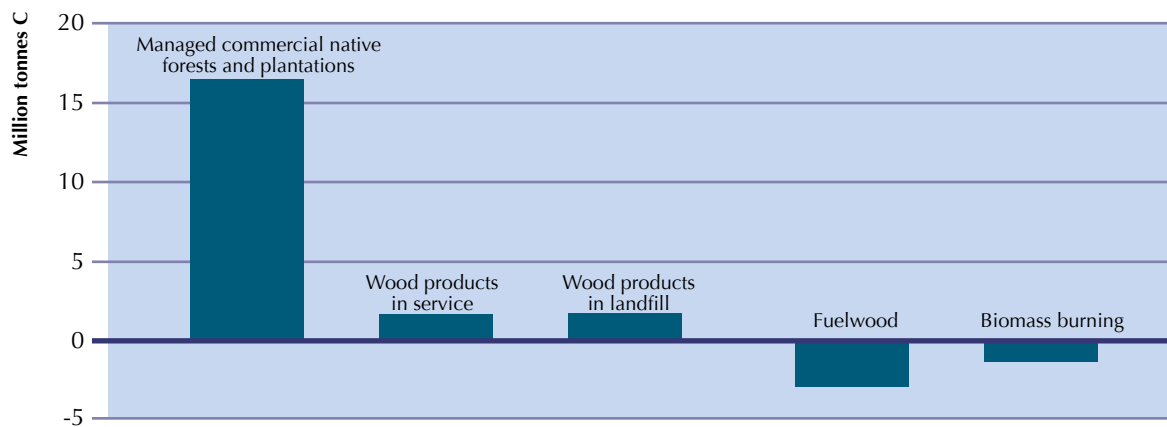 Million tonnes C
20
15
10
5
0
-5
Managed commercial native
forests and plantations
Wood products
in service
Wood products
in landfill
Fuelwood
Biomass burning